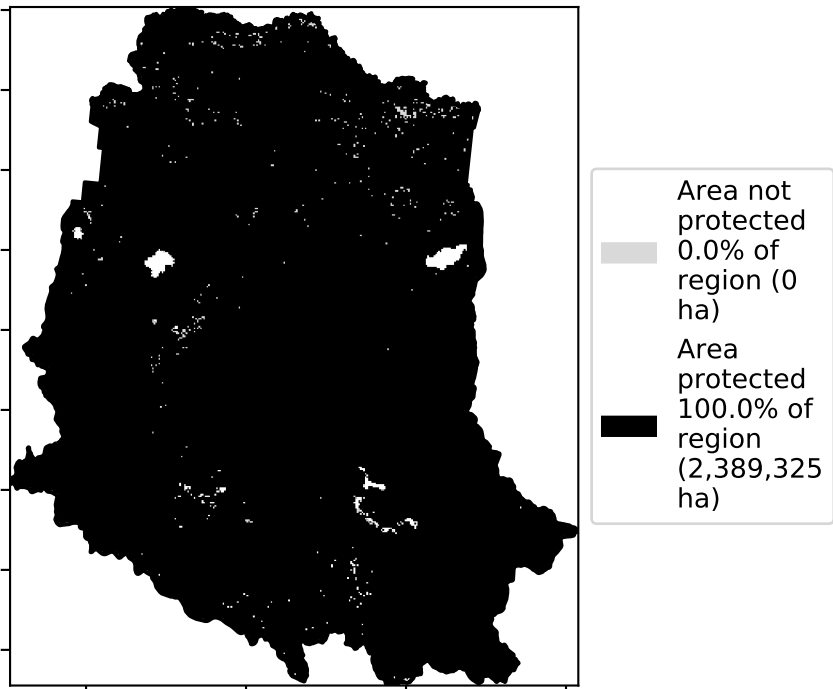 Area not
protected
0.0% of
region (0
ha)
Area
protected
100.0% of
region
(2,389,325
ha)